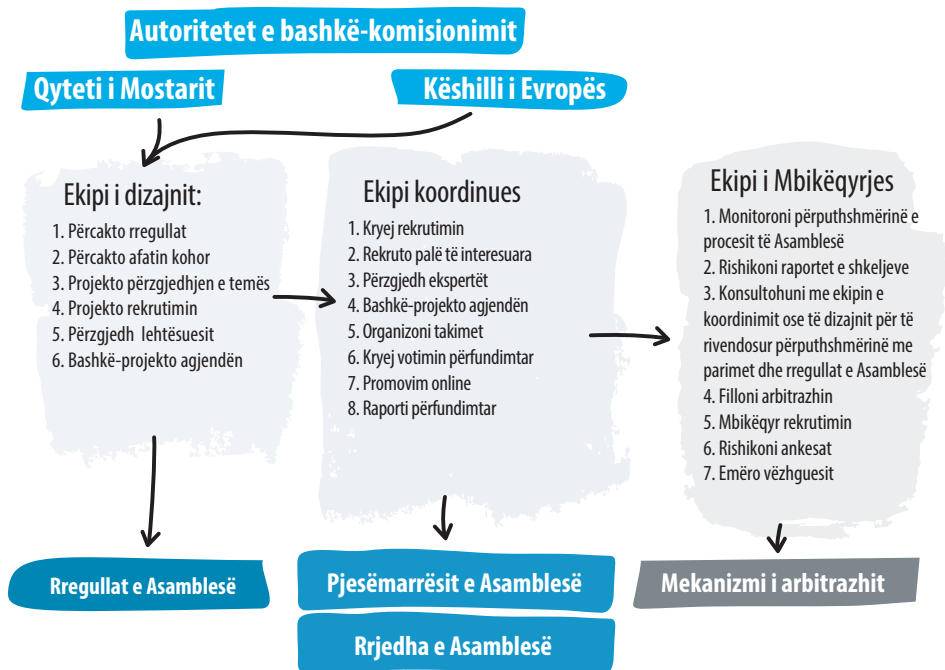 Autoritetet e bashkë-komisionimit
Qyteti i Mostarit
Këshilli i Evropës
Ekipi i dizajnit:
1. Përcakto rregullat
2. Përcakto afatin kohor
3. Projekto përzgjedhjen e temës
4. Projekto rekrutimin
5. Përzgjedh lehtësuesit
6. Bashkë-projekto agjendën
Ekipi koordinues
1. Kryej rekrutimin
2. Rekruto palë të interesuara
3. Përzgjedh ekspertët
4. Bashkë-projekto agjendën
5. Organizoni takimet
6. Kryej votimin përfundimtar
7. Promovim online
8. Raporti përfundimtar
Ekipi i Mbikëqyrjes
1. Monitoroni përputhshmërinë e
procesit të Asamblesë
2. Rishikoni raportet e shkeljeve
3. Konsultohuni me ekipin e
koordinimit ose të dizajnit për të
rivendosur përputhshmërinë me
parimet dhe rregullat e Asamblesë
4. Filloni arbitrazhin
5. Mbikëqyr rekrutimin
6. Rishikoni ankesat
7. Emëro vëzhguesit
Rregullat e Asamblesë
Pjesëmarrësit e Asamblesë
Rrjedha e Asamblesë
Mekanizmi i arbitrazhit